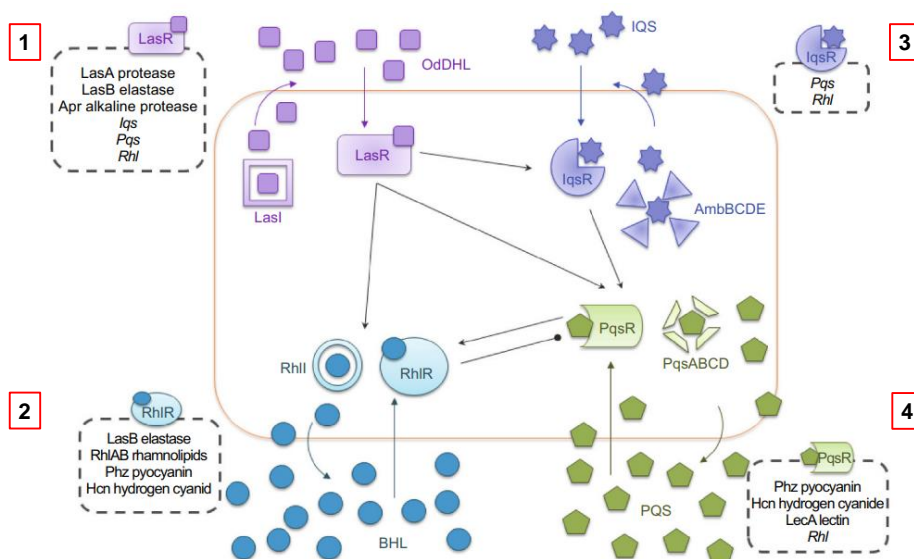 1
LasR
LasA protease
LasB elastase
Apr alkaline protease
Iqs
Pqs
Rhl
OdDHL
IQS
3
IqsR
Pqs
Rhl
LasR
LasI
IqsR
AmbBCDE
RhlI
RhlR
PqsR
PqsABCD
2
RhlR
LasB elastase
RhlAB rhamnolipids
Phz pyocyanin
Hcn hydrogen cyanid
BHL
PQS
4
PqsR
Phz pyocyanin
Hcn hydrogen cyanide
LecA lectin
Rhl